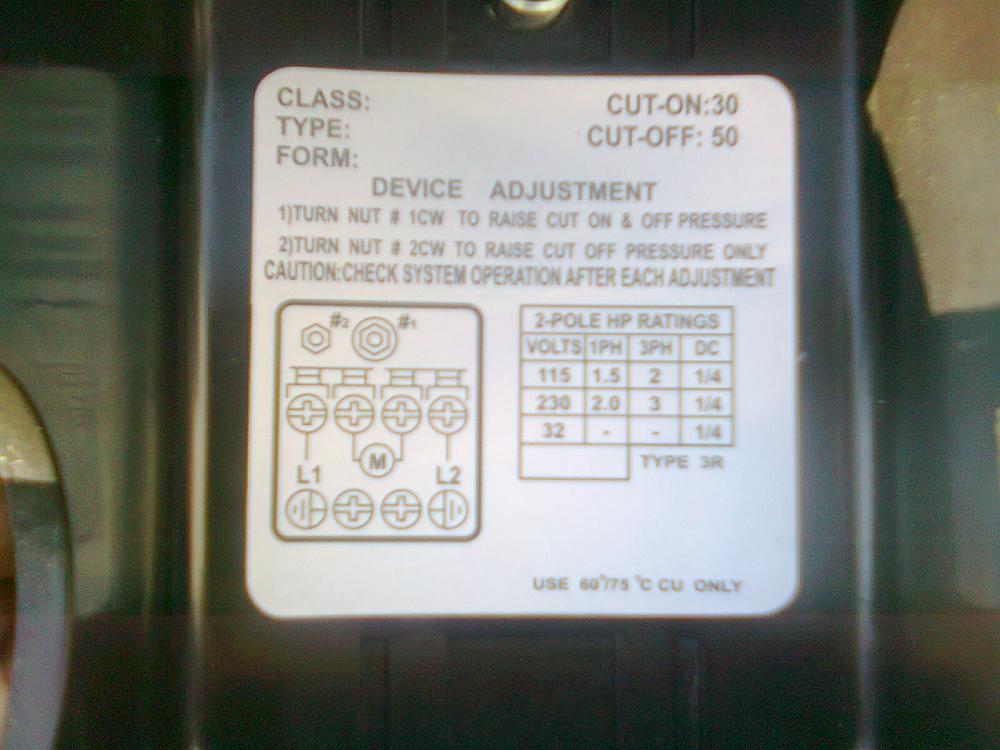 CLASS: CUT-ON:30
TYPE: CUT-OFF: 50
FORM:
DEVICE ADJUSTMENT
1)TURN NUT # 1CW TO RAISE CUT ON & OFF PRESSURE
2)TURN NUT # 2CW TO RAISE CUT OFF PRESSURE ONLY
CAUTION:CHECK SYSTEM OPERATION AFTER EACH ADJUSTMENT
#2 #1
M
L1 L2
2-POLE HP RATINGS
VOLTS 1PH 3PH DC
115 1.5 2 1/4
230 2.0 3 1/4
32 - - 1/4
TYPE 3R
USE 60°/75 °C CU ONLY